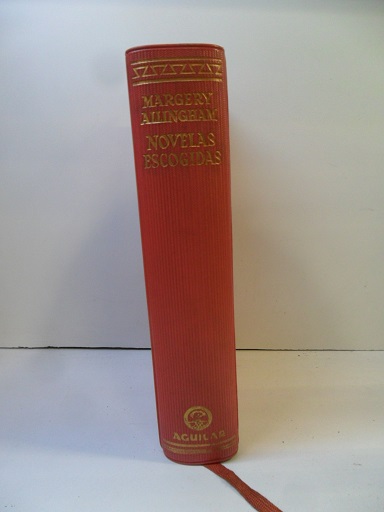 MARGERY
ALLINGHAM
NOVELAS
ESCOGIDAS
AGUILAR